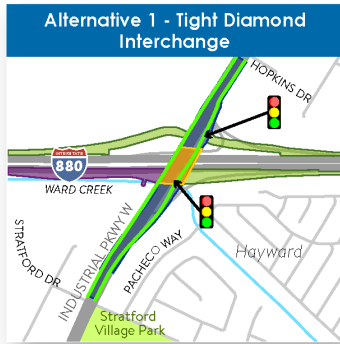 Alternative 1 - Tight Diamond
Interchange
HOPKINS DR
INTERSTATE
880
WARD CREEK
STRATFORD DR
INDUSTRIAL PKWY W
PACHECO WAY
Hayward
Stratford
Village Park